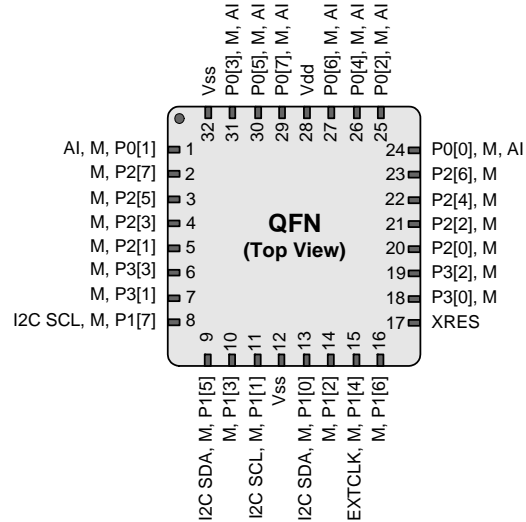 Vss
P0[3], M, AI
P0[5], M, AI
P0[7], M, AI
Vdd
P0[6], M, AI
P0[4], M, AI
P0[2], M, AI
32
31
30
29
28
27
26
25
AI, M, P0[1] 1
M, P2[7] 2
M, P2[5] 3
M, P2[3] 4
M, P2[1] 5
M, P3[3] 6
M, P3[1] 7
I2C SCL, M, P1[7] 8
QFN
(Top View)
24 P0[0], M, AI
23 P2[6], M
22 P2[4], M
21 P2[2], M
20 P2[0], M
19 P3[2], M
18 P3[0], M
17 XRES
9
10
11
12
13
14
15
16
I2C SDA, M, P1[5]
M, P1[3]
I2C SCL, M, P1[1]
Vss
I2C SDA, M, P1[0]
M, P1[2]
EXTCLK, M, P1[4]
M, P1[6]